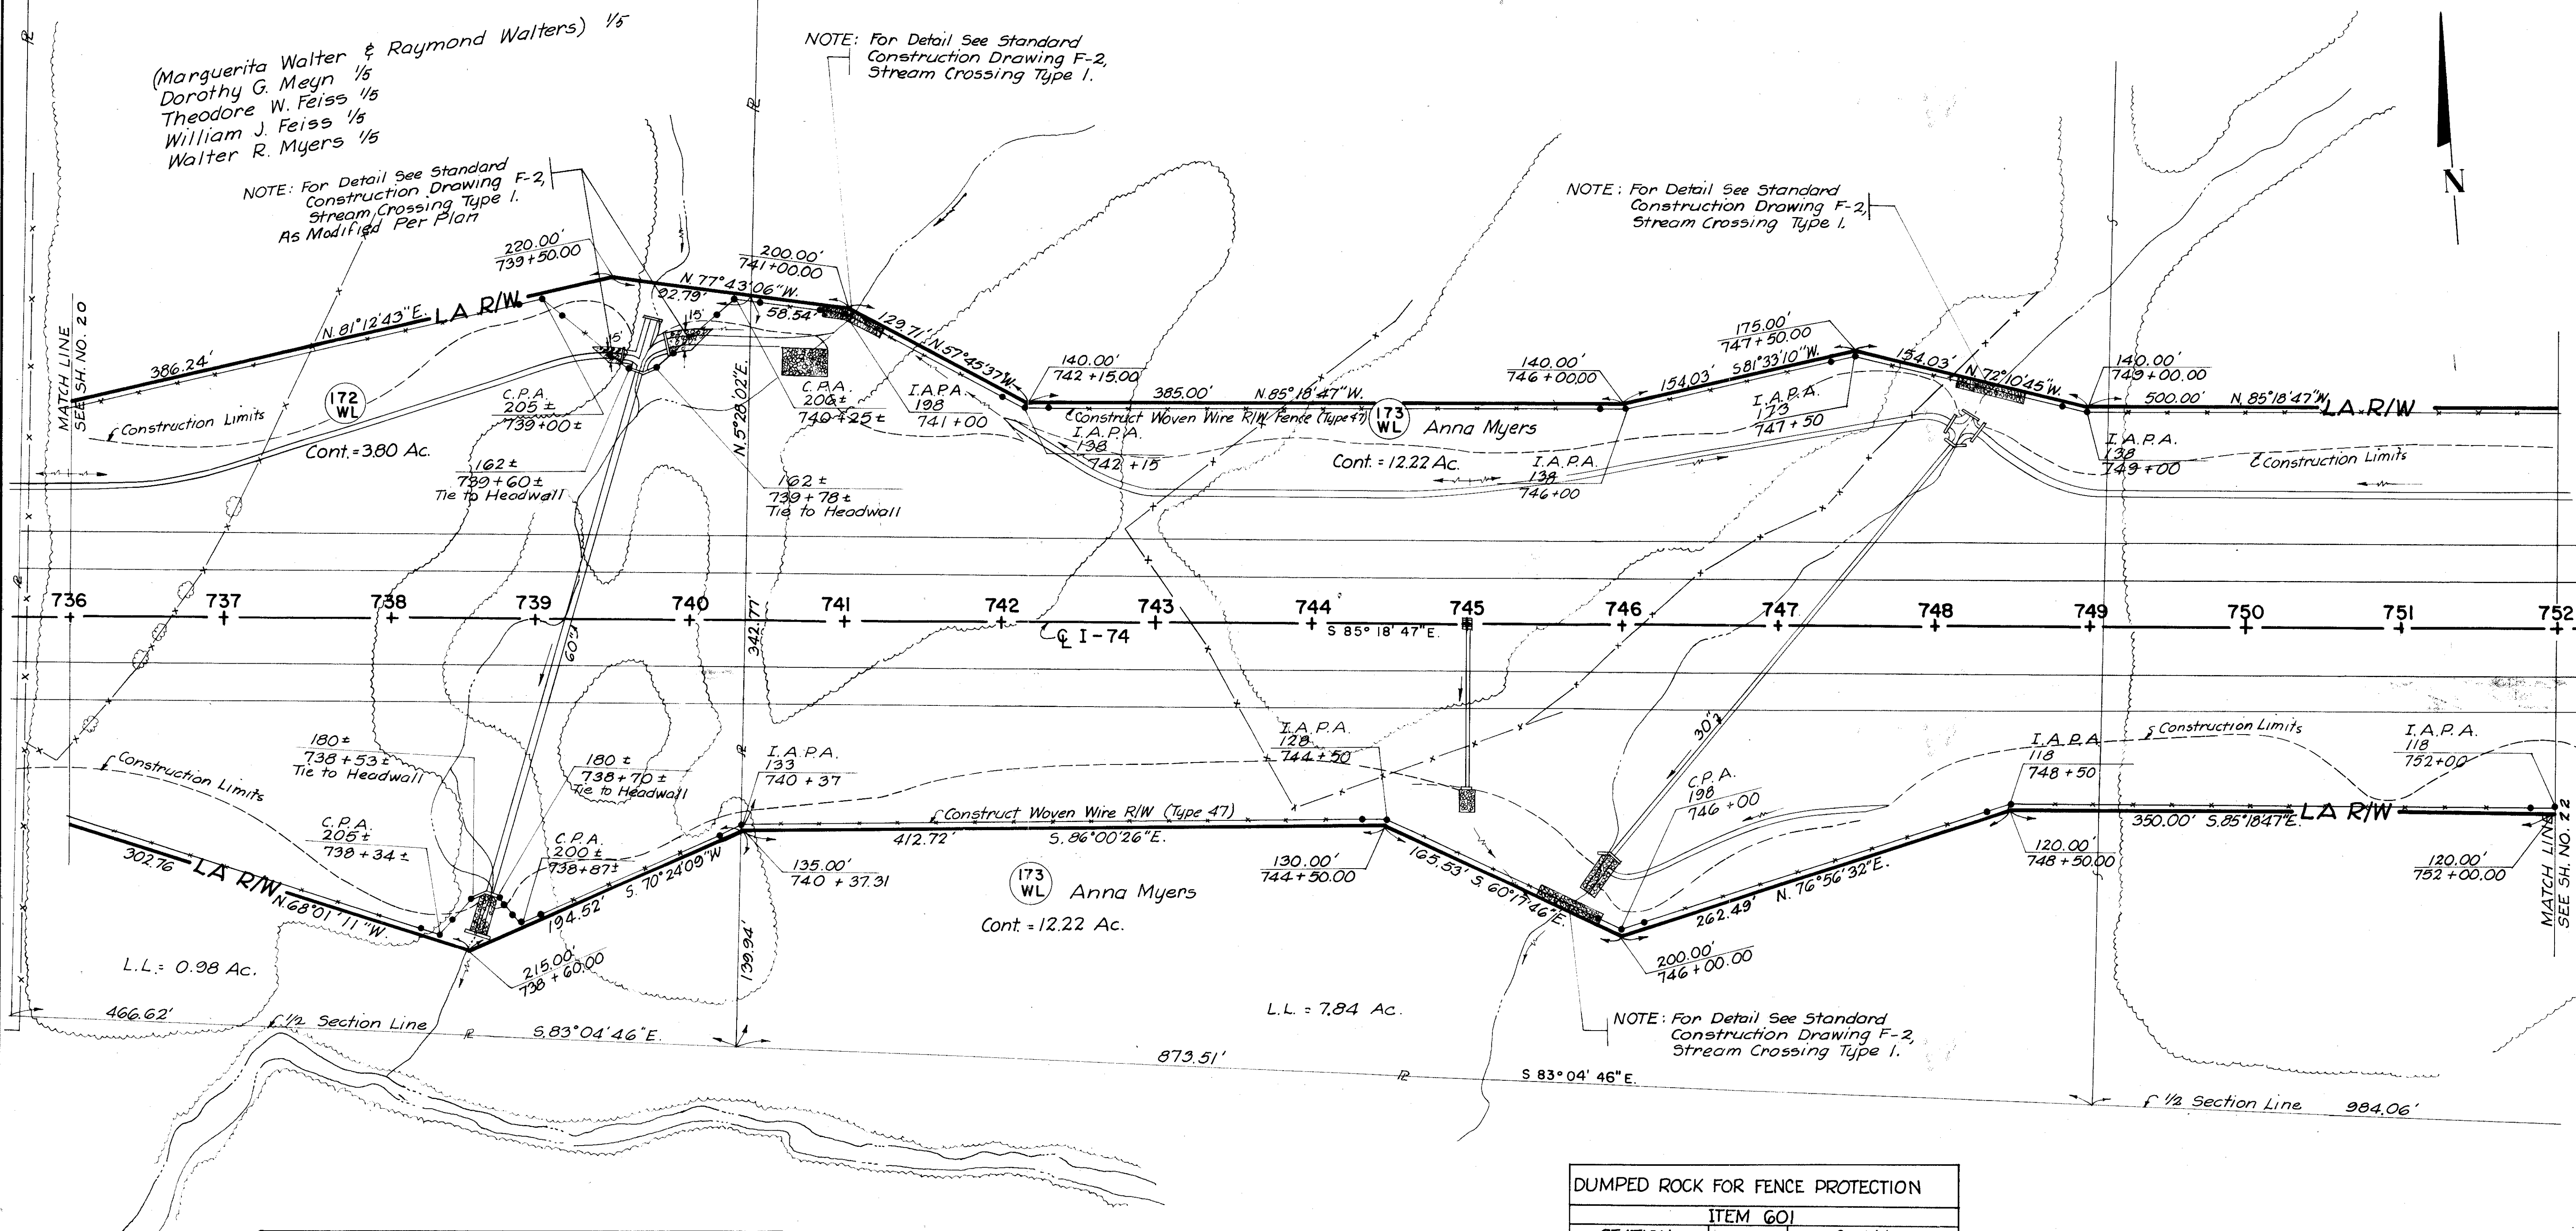 (Marguerita Walter & Raymond Walters) 1/5
Dorothy G. Meyn 1/5
Theodore W. Feiss 1/5
William J. Feiss 1/5
Walter R. Myers 1/5
NOTE: For Detail See Standard
Construction Drawing F-2,
Stream Crossing Type 1.
As Modified Per Plan
NOTE: For Detail See Standard
Construction Drawing F-2,
Stream Crossing Type 1.
NOTE: For Detail See Standard
Construction Drawing F-2,
Stream Crossing Type 1.
N
220.00'
739+50.00
200.00'
741+00.00
N. 77°43'06"W.
92.79'
58.54'
N. 81°12'43"E.
LA R/W
386.24'
MATCH LINE
SEE SH. NO. 20
129.71'
N57°45'37"W.
15'
5'
140.00'
742+15.00
385.00'
N. 85°18'47"W.
140.00'
746+00.00
154.03'
S81°33'10"W.
175.00'
747+50.00
154.03'
N. 72°10'45"W.
140.00'
749+00.00
500.00'
N. 85°18'47"W.
LA R/W
Construction Limits
172
WL
Cont.=3.80 Ac.
C.P.A.
205±
739+00±
162±
739+60±
Tie to Headwall
162±
739+78±
Tie to Headwall
N.5°28'02"E.
C.P.A.
206±
740+25±
I.A.P.A.
198
741+00
Construct Woven Wire R/W Fence (Type 47)
I.A.P.A.
138
742+15
173
WL
Anna Myers
Cont.=12.22 Ac.
I.A.P.A.
138
746+00
I.A.P.A.
173
747+50
I.A.P.A.
138
749+00
Construction Limits
736 737 738 739 740 741 742 743 744 745 746 747 748 749 750 751 752
60"
342.77'
℄ I-74
S 85° 18' 47"E.
30"
180±
738+53±
Tie to Headwall
180±
738+70±
Tie to Headwall
I.A.P.A.
133
740+37
I.A.P.A.
128
744+50
C.P.A.
198
746+00
I.A.P.A.
118
748+50
Construction Limits
I.A.P.A.
118
752+00
Construction Limits
302.76
LA R/W
N.68°01'11"W.
C.P.A.
205±
738+34±
C.P.A.
200±
738+87±
194.52'
S. 70°24'09"W
Construct Woven Wire R/W (Type 47)
412.72'
S. 86°00'26"E.
135.00'
740+37.31
130.00'
744+50.00
165.53'
S. 60°17'46"E.
262.49'
N. 76°56'32"E.
350.00'
S.85°18'47"E.
LA R/W
120.00'
748+50.00
120.00'
752+00.00
MATCH LINE
SEE SH. NO. 22
173
WL
Anna Myers
Cont.=12.22 Ac.
215.00'
738+60.00
139.94'
200.00'
746+00.00
L.L.= 0.98 Ac.
L.L. = 7.84 Ac.
NOTE: For Detail See Standard
Construction Drawing F-2,
Stream Crossing Type 1.
466.62'
1/2 Section Line
S.83°04'46"E.
873.51'
S 83° 04' 46"E.
1/2 Section Line
984.06'
DUMPED ROCK FOR FENCE PROTECTION
ITEM 601